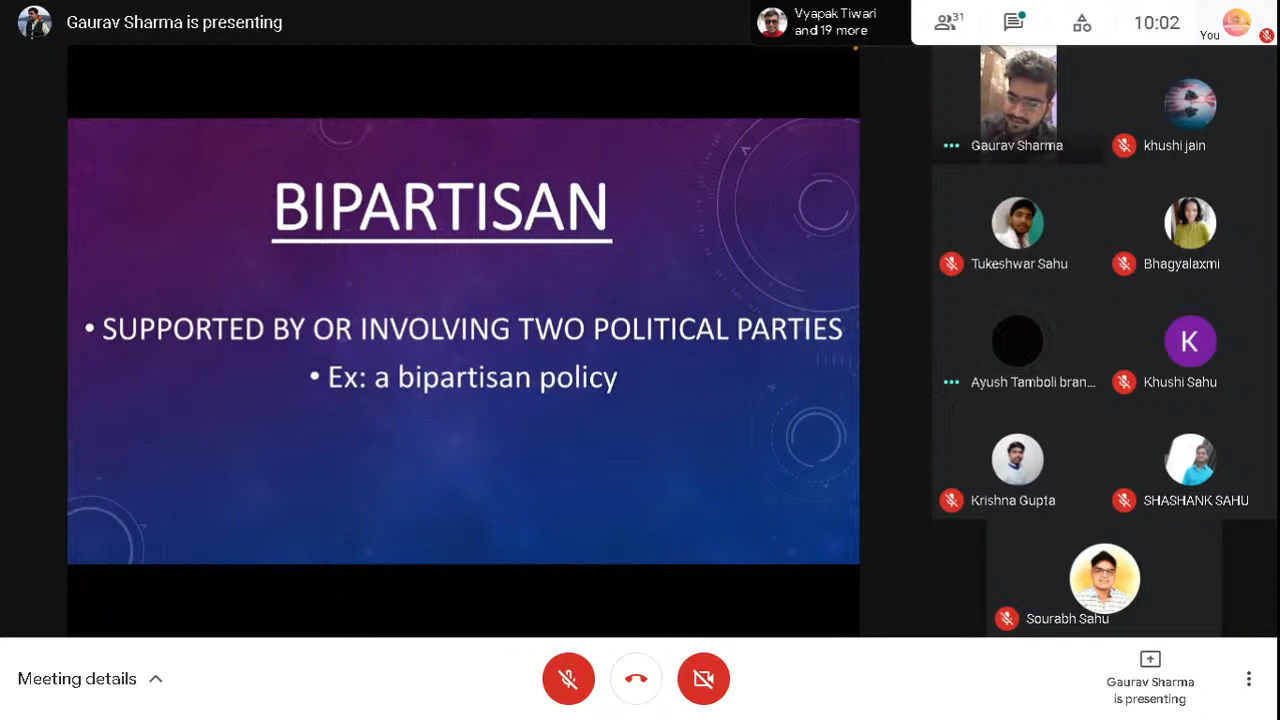 Gaurav Sharma is presenting
Vyapak Tiwari
and 19 more
31
10:02
You
BIPARTISAN
• SUPPORTED BY OR INVOLVING TWO POLITICAL PARTIES
• Ex: a bipartisan policy
Gaurav Sharma
khushi jain
Tukeshwar Sahu
Bhagyalaxmi
Ayush Tamboli bran...
K
Khushi Sahu
Krishna Gupta
SHASHANK SAHU
Sourabh Sahu
Meeting details
Gaurav Sharma
is presenting